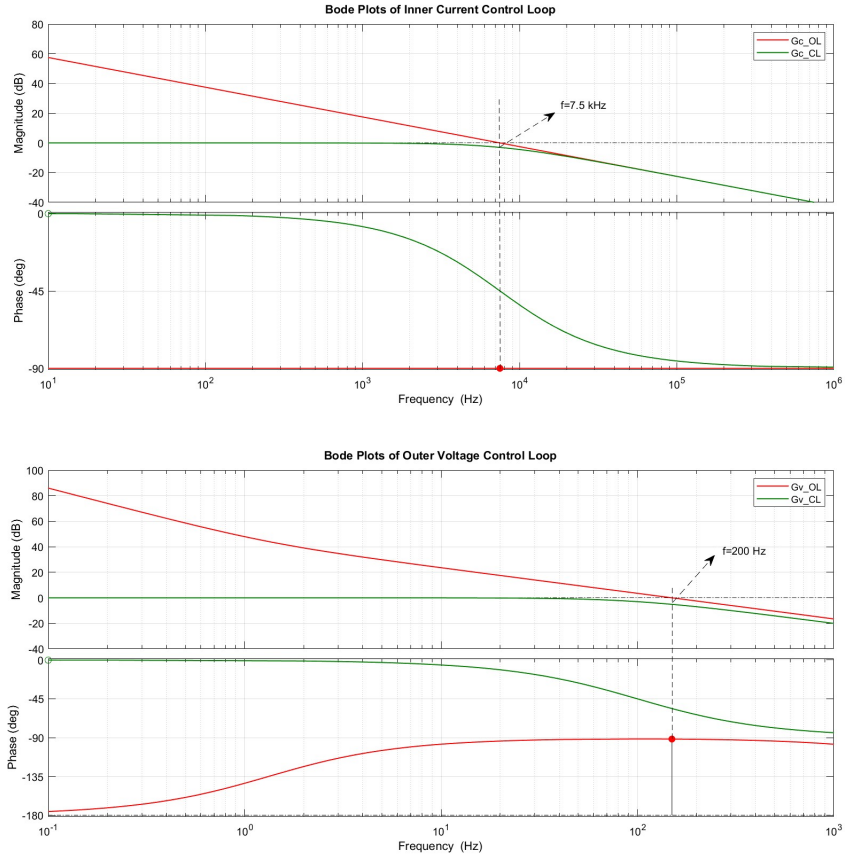 Bode Plots of Inner Current Control Loop
80
60
40
20
0
-20
-40
Magnitude (dB)
Gc_OL
Gc_CL
f=7.5 kHz
0
-45
-90
Phase (deg)
10^1
10^2
10^3
10^4
10^5
10^6
Frequency (Hz)
Bode Plots of Outer Voltage Control Loop
100
80
60
40
20
0
-20
-40
Magnitude (dB)
Gv_OL
Gv_CL
f=200 Hz
0
-45
-90
-135
-180
Phase (deg)
10^-1
10^0
10^1
10^2
10^3
Frequency (Hz)